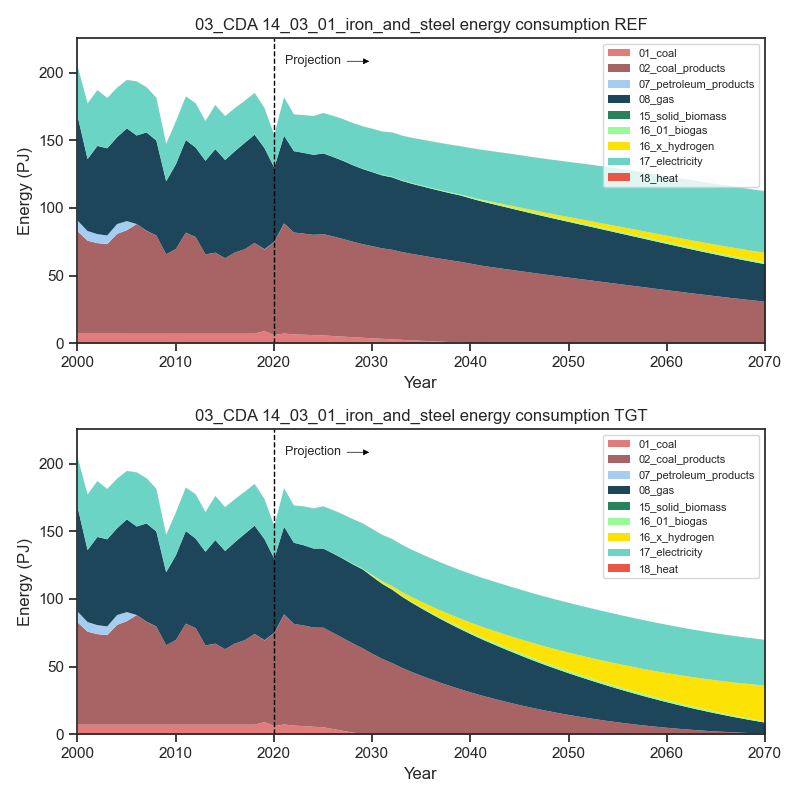 03_CDA 14_03_01_iron_and_steel energy consumption REF
Energy (PJ)
200
150
100
50
0
Projection
01_coal
02_coal_products
07_petroleum_products
08_gas
15_solid_biomass
16_01_biogas
16_x_hydrogen
17_electricity
18_heat
2000 2010 2020 2030 2040 2050 2060 2070
Year
03_CDA 14_03_01_iron_and_steel energy consumption TGT
Energy (PJ)
200
150
100
50
0
Projection
01_coal
02_coal_products
07_petroleum_products
08_gas
15_solid_biomass
16_01_biogas
16_x_hydrogen
17_electricity
18_heat
2000 2010 2020 2030 2040 2050 2060 2070
Year